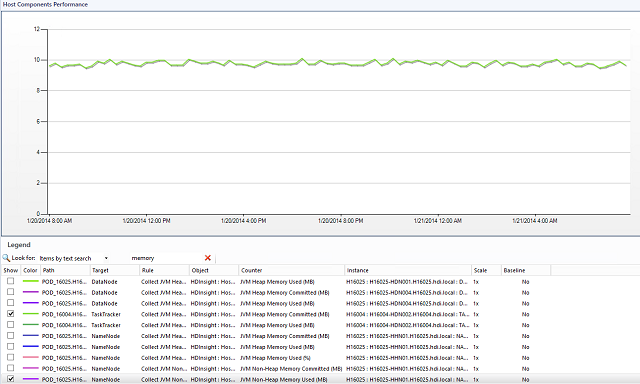 Host Components Performance
12
10
8
6
4
2
0
1/20/2014 8:00 AM 1/20/2014 12:00 PM 1/20/2014 4:00 PM 1/20/2014 8:00 PM 1/21/2014 12:00 AM 1/21/2014 4:00 AM
Legend
Look for: Items by text search memory
Show Color Path Target Rule Object Counter Instance Scale Baseline
POD_16025.H16... DataNode Collect JVM Hea... HDInsight : Hos... JVM Heap Memory Used (MB) H16025 : H16025-HDN001.H16025.hdi.local : D... 1x No
POD_16025.H16... DataNode Collect JVM Hea... HDInsight : Hos... JVM Heap Memory Committed (MB) H16025 : H16025-HDN002.H16025.hdi.local : D... 1x No
POD_16025.H16... DataNode Collect JVM Hea... HDInsight : Hos... JVM Heap Memory Used (MB) H16025 : H16025-HDN002.H16025.hdi.local : D... 1x No
POD_16004.H16... TaskTracker Collect JVM Hea... HDInsight : Hos... JVM Heap Memory Committed (MB) H16004 : H16004-HDN002.H16004.hdi.local : TA... 1x No
POD_16004.H16... TaskTracker Collect JVM Hea... HDInsight : Hos... JVM Heap Memory Used (MB) H16004 : H16004-HDN002.H16004.hdi.local : TA... 1x No
POD_16025.H16... NameNode Collect JVM Hea... HDInsight : Hos... JVM Heap Memory Committed (MB) H16025 : H16025-HHN01.H16025.hdi.local : NA... 1x No
POD_16025.H16... NameNode Collect JVM Hea... HDInsight : Hos... JVM Heap Memory Used (MB) H16025 : H16025-HHN01.H16025.hdi.local : NA... 1x No
POD_16025.H16... NameNode Collect JVM Hea... HDInsight : Hos... JVM Heap Memory Used (%) H16025 : H16025-HHN01.H16025.hdi.local : NA... 1x No
POD_16025.H16... NameNode Collect JVM Non... HDInsight : Hos... JVM Non-Heap Memory Committed (MB) H16025 : H16025-HHN01.H16025.hdi.local : NA... 1x No
POD_16025.H16... NameNode Collect JVM Non... HDInsight : Hos... JVM Non-Heap Memory Used (MB) H16025 : H16025-HHN01.H16025.hdi.local : NA... 1x No